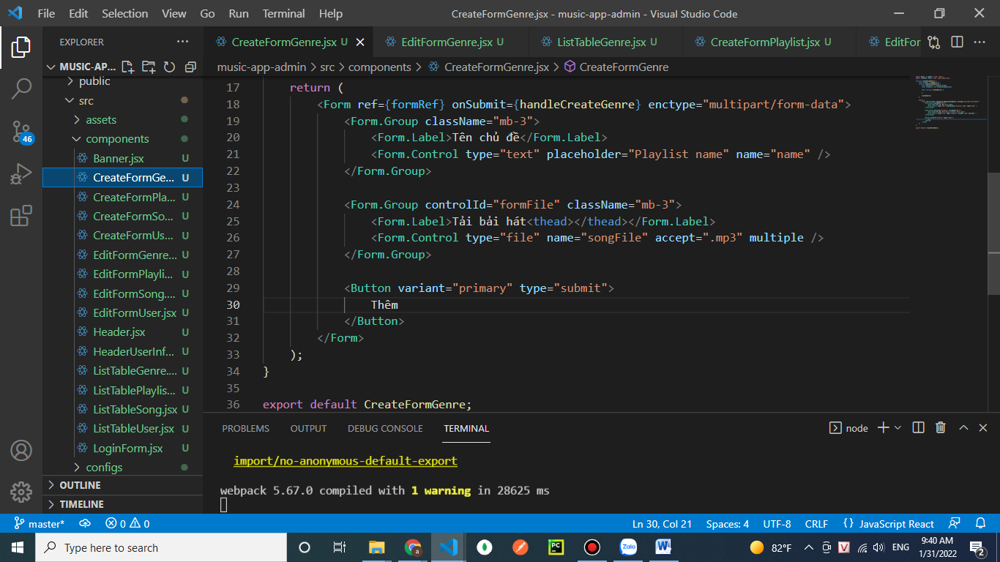 File Edit Selection View Go Run Terminal Help CreateFormGenre.jsx - music-app-admin - Visual Studio Code
EXPLORER
MUSIC-AP...
public
src
assets
components
Banner.jsx U
CreateFormGe... U
CreateFormPla... U
CreateFormSo... U
CreateFormUs... U
EditFormGenre... U
EditFormPlayli... U
EditFormSong.... U
EditFormUser.jsx U
Header.jsx U
HeaderUserInf... U
ListTableGenre.... U
ListTablePlaylis... U
ListTableSong.jsx U
ListTableUser.jsx U
LoginForm.jsx U
configs
OUTLINE
TIMELINE
46
CreateFormGenre.jsx U EditFormGenre.jsx U ListTableGenre.jsx U CreateFormPlaylist.jsx U EditFor
music-app-admin > src > components > CreateFormGenre.jsx > CreateFormGenre
17 return (
18 <Form ref={formRef} onSubmit={handleCreateGenre} enctype="multipart/form-data">
19 <Form.Group className="mb-3">
20 <Form.Label>Tên chủ đề</Form.Label>
21 <Form.Control type="text" placeholder="Playlist name" name="name" />
22 </Form.Group>
23
24 <Form.Group controlId="formFile" className="mb-3">
25 <Form.Label>Tải bải hát<thead></thead></Form.Label>
26 <Form.Control type="file" name="songFile" accept=".mp3" multiple />
27 </Form.Group>
28
29 <Button variant="primary" type="submit">
30 Thêm
31 </Button>
32 </Form>
33 );
34 }
35
36 export default CreateFormGenre;
PROBLEMS OUTPUT DEBUG CONSOLE TERMINAL node
import/no-anonymous-default-export
webpack 5.67.0 compiled with 1 warning in 28625 ms
master* 0 0 Ln 30, Col 21 Spaces: 4 UTF-8 CRLF {} JavaScript React
Type here to search a PC Zalo W 82°F V ENG 9:40 AM
1/31/2022 2